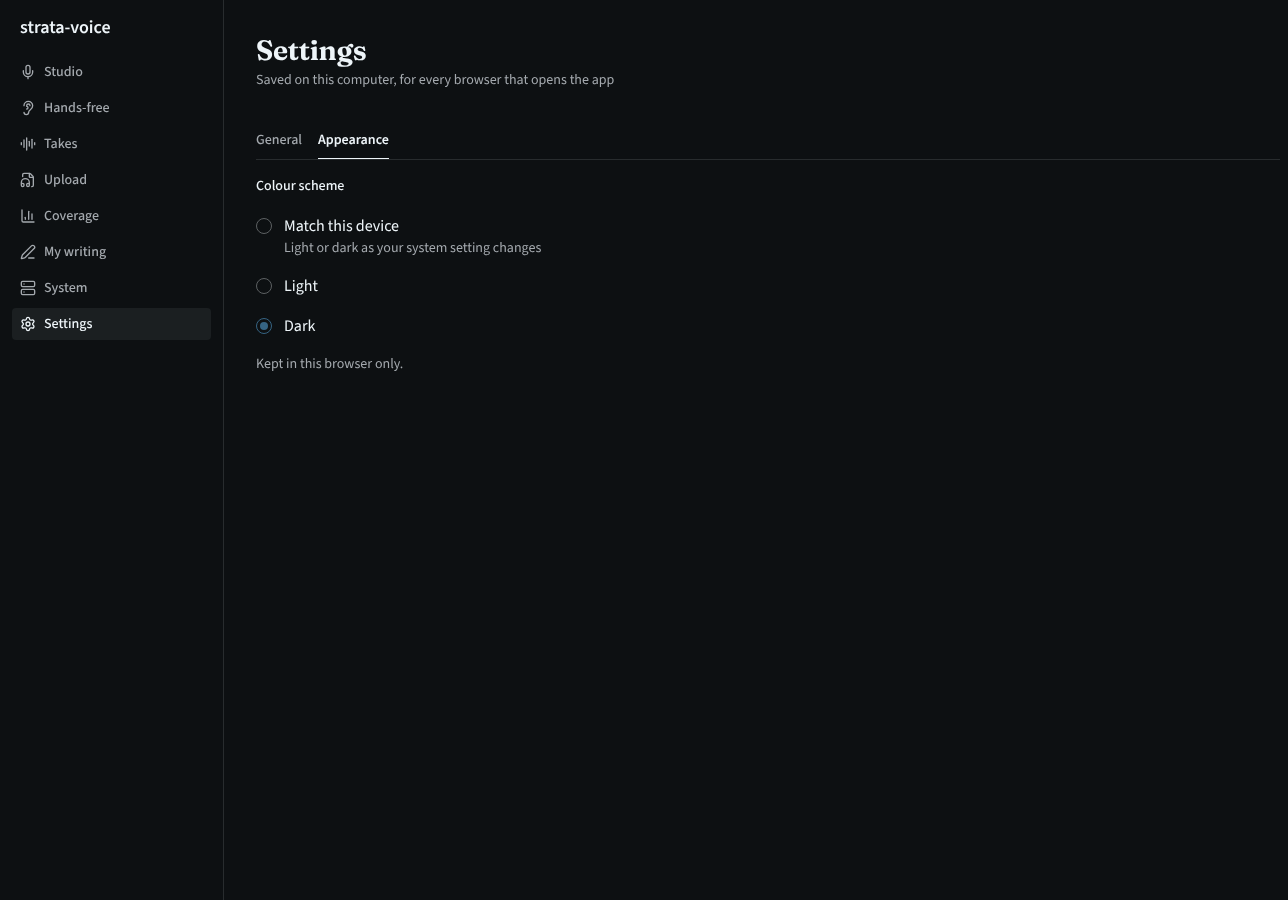 strata-voice
Studio
Hands-free
Takes
Upload
Coverage
My writing
System
Settings
Settings
Saved on this computer, for every browser that opens the app
General
Appearance
Colour scheme
Match this device
Light or dark as your system setting changes
Light
Dark
Kept in this browser only.